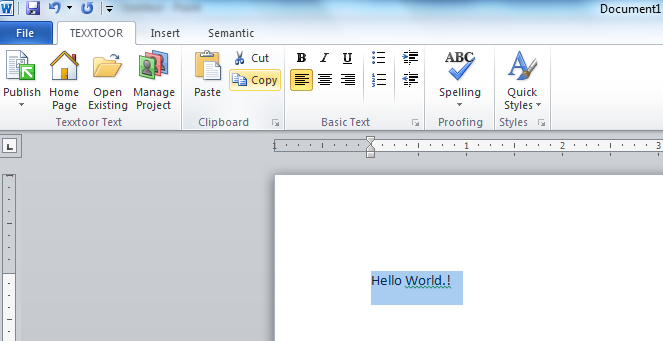 W
Document1
File TEXXTOOR Insert Semantic
Publish Home Page Open Existing Manage Project
Texxtoor Text
Paste Cut Copy
Clipboard
B I U
Basic Text
ABC Spelling
Proofing
Quick Styles
Styles
L
1 1 2 3
Hello World.!